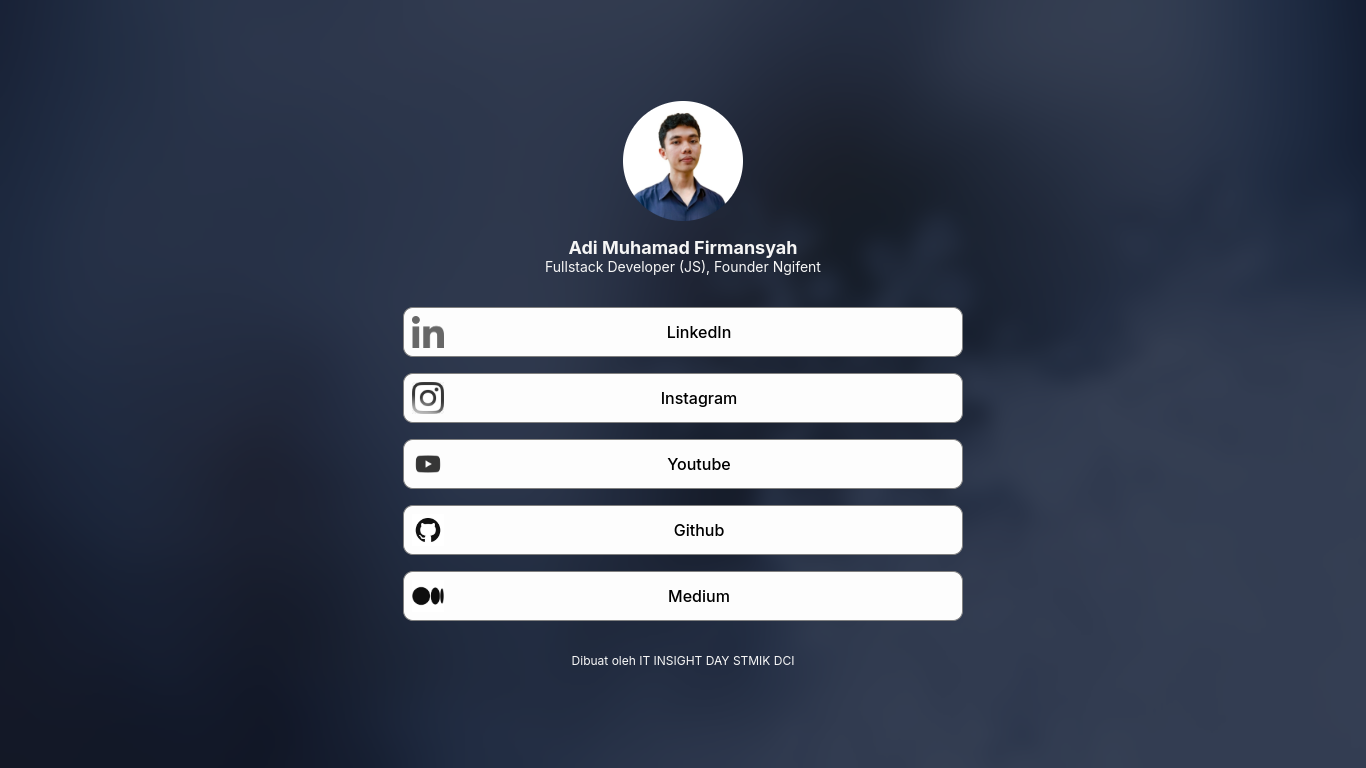 Adi Muhamad Firmansyah
Fullstack Developer (JS), Founder Ngifent
LinkedIn
Instagram
Youtube
Github
Medium
Dibuat oleh IT INSIGHT DAY STMIK DCI